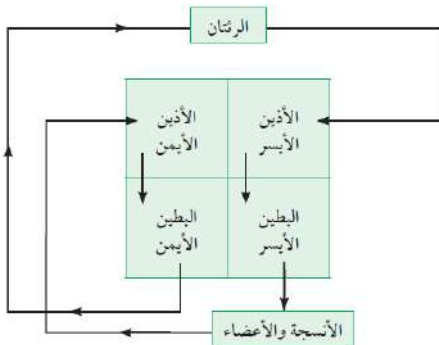 الرئتان
الأذين
الأيمن
الأذين
الأيسر
البطين
الأيمن
البطين
الأيسر
الأنسجة والأعضاء